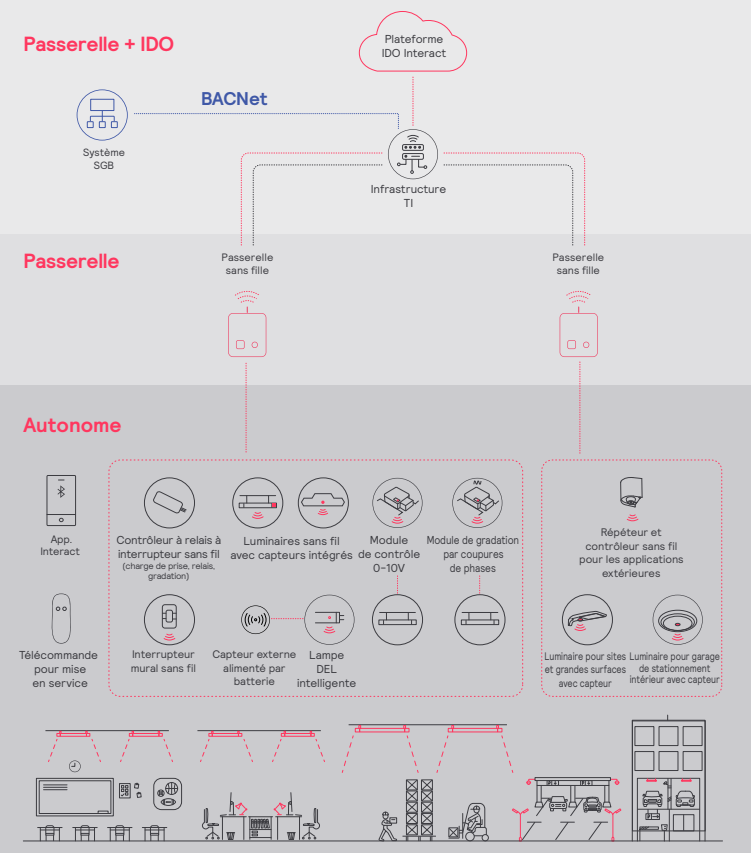 Passerelle + IDO
Plateforme
IDO Interact
BACNet
Système
SGB
Infrastructure
TI
Passerelle
Passerelle
sans fille
Passerelle
sans fille
Autonome
App.
Interact
Contrôleur à relais à
interrupteur sans fil
(charge de prise, relais,
gradation)
Luminaires sans fil
avec capteurs intégrés
Module
de contrôle
0-10V
Module de gradation
par coupures
de phases
Répéteur et
contrôleur sans fil
pour les applications
extérieures
Télécommande
pour mise
en service
Interrupteur
mural sans fil
Capteur externe
alimenté par
batterie
Lampe
DEL
intelligente
Luminaire pour sites
et grandes surfaces
avec capteur
Luminaire pour garage
de stationnement
intérieur avec capteur